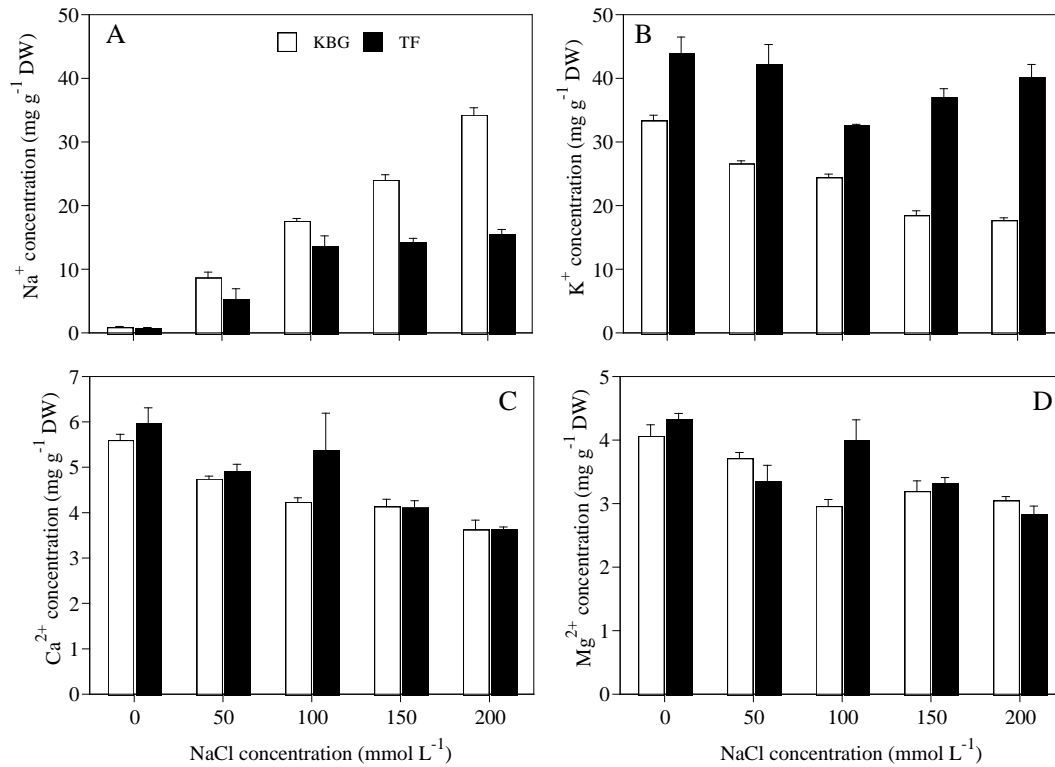 A
KBG TF
50
40
30
20
10
0
Na⁺ concentration (mg g⁻¹ DW)
B
50
40
30
20
10
0
K⁺ concentration (mg g⁻¹ DW)
C
7
6
5
4
3
2
1
0
Ca²⁺ concentration (mg g⁻¹ DW)
0 50 100 150 200
NaCl concentration (mmol L⁻¹)
D
5
4
3
2
1
0
Mg²⁺ concentration (mg g⁻¹ DW)
0 50 100 150 200
NaCl concentration (mmol L⁻¹)